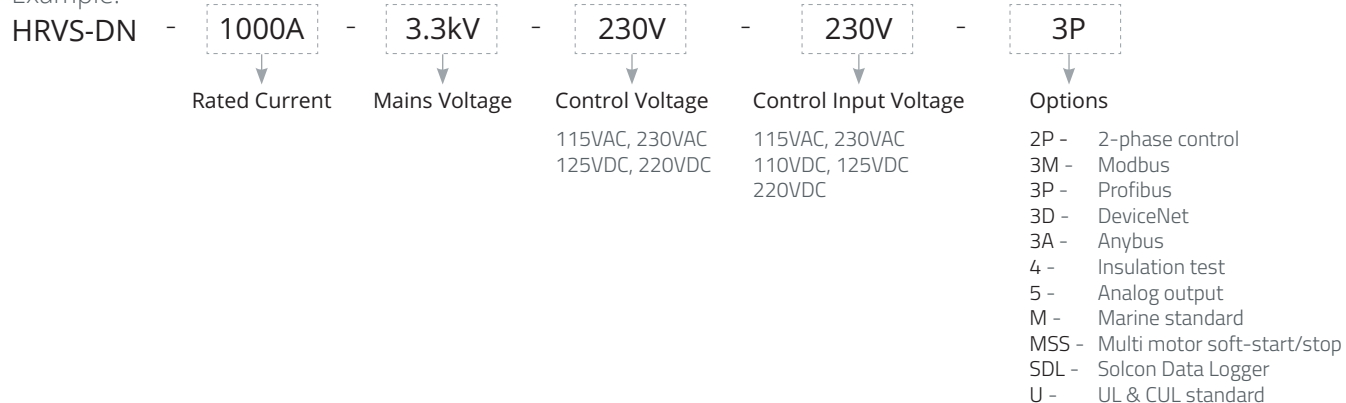 Example:
HRVS-DN - 1000A - 3.3kV - 230V - 230V - 3P
Rated Current Mains Voltage Control Voltage Control Input Voltage Options
115VAC, 230VAC
125VDC, 220VDC
115VAC, 230VAC
110VDC, 125VDC
220VDC
2P - 2-phase control
3M - Modbus
3P - Profibus
3D - DeviceNet
3A - Anybus
4 - Insulation test
5 - Analog output
M - Marine standard
MSS - Multi motor soft-start/stop
SDL - Solcon Data Logger
U - UL & CUL standard